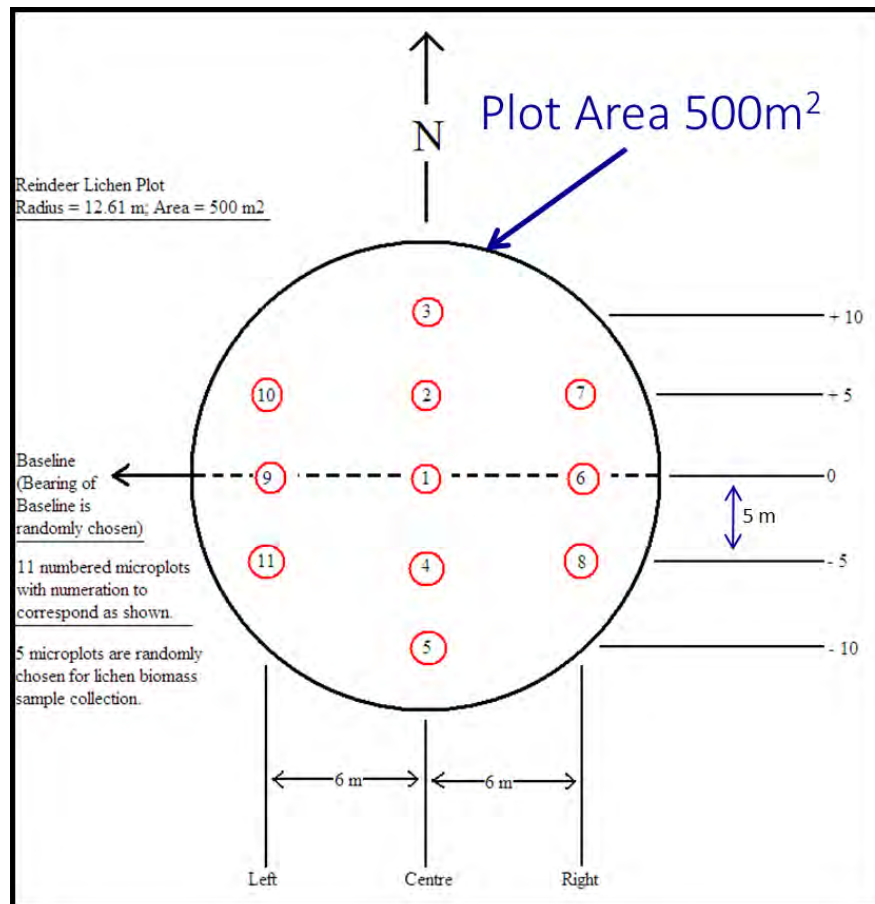 Plot Area 500m²
N
Reindeer Lichen Plot
Radius = 12.61 m; Area = 500 m2
3
+ 10
10
2
7
+ 5
Baseline
(Bearing of
Baseline is
randomly chosen)
9
1
6
0
5 m
11 numbered microplots
with numeration to
correspond as shown.
11
4
8
- 5
5 microplots are randomly
chosen for lichen biomass
sample collection.
5
- 10
6 m
6 m
Left
Centre
Right